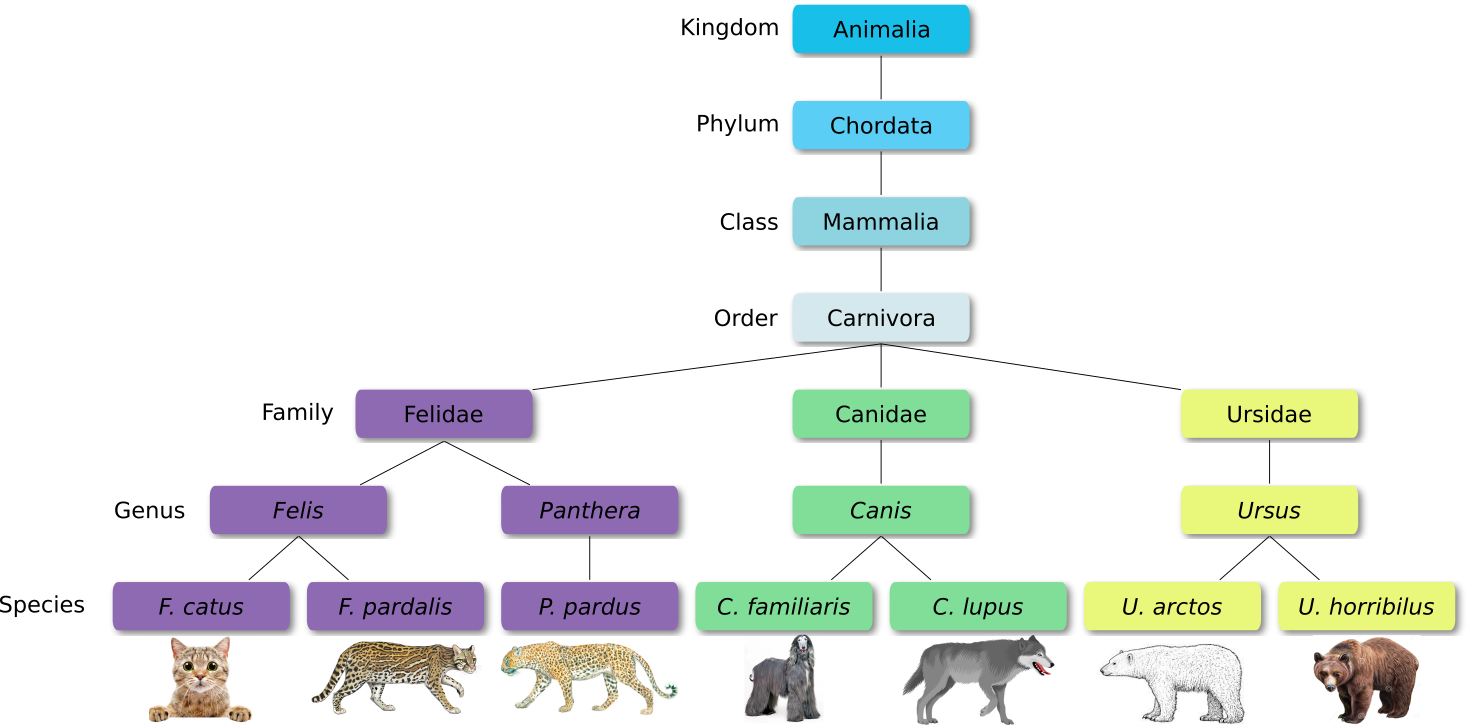 Kingdom Animalia
Phylum Chordata
Class Mammalia
Order Carnivora
Family Felidae Canidae Ursidae
Genus Felis Panthera Canis Ursus
Species F. catus F. pardalis P. pardus C. familiaris C. lupus U. arctos U. horribilus